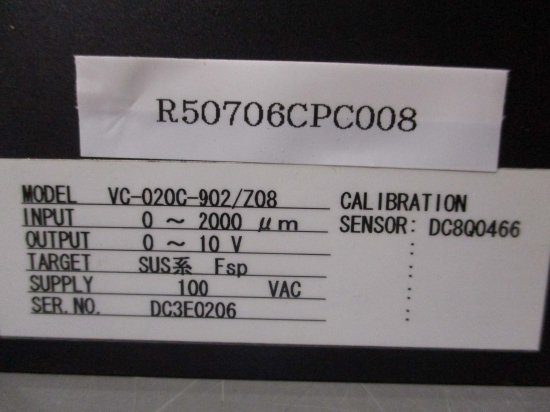 R50706CPC008
MODEL VC-020C-902/Z08 CALIBRATION
INPUT 0 ～ 2000 μm SENSOR: DC8Q0466
OUTPUT 0 ～ 10 V :
TARGET SUS系 Fsp :
SUPPLY 100 VAC :
SER.NO. DC3E0206 :